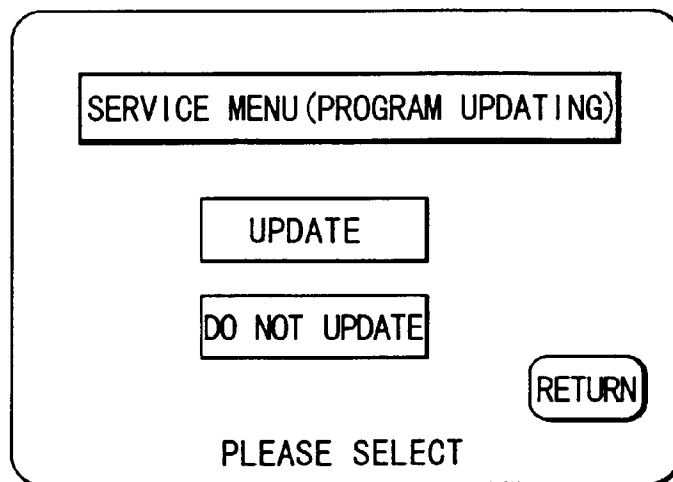 SERVICE MENU(PROGRAM UPDATING)
UPDATE
DO NOT UPDATE
RETURN
PLEASE SELECT